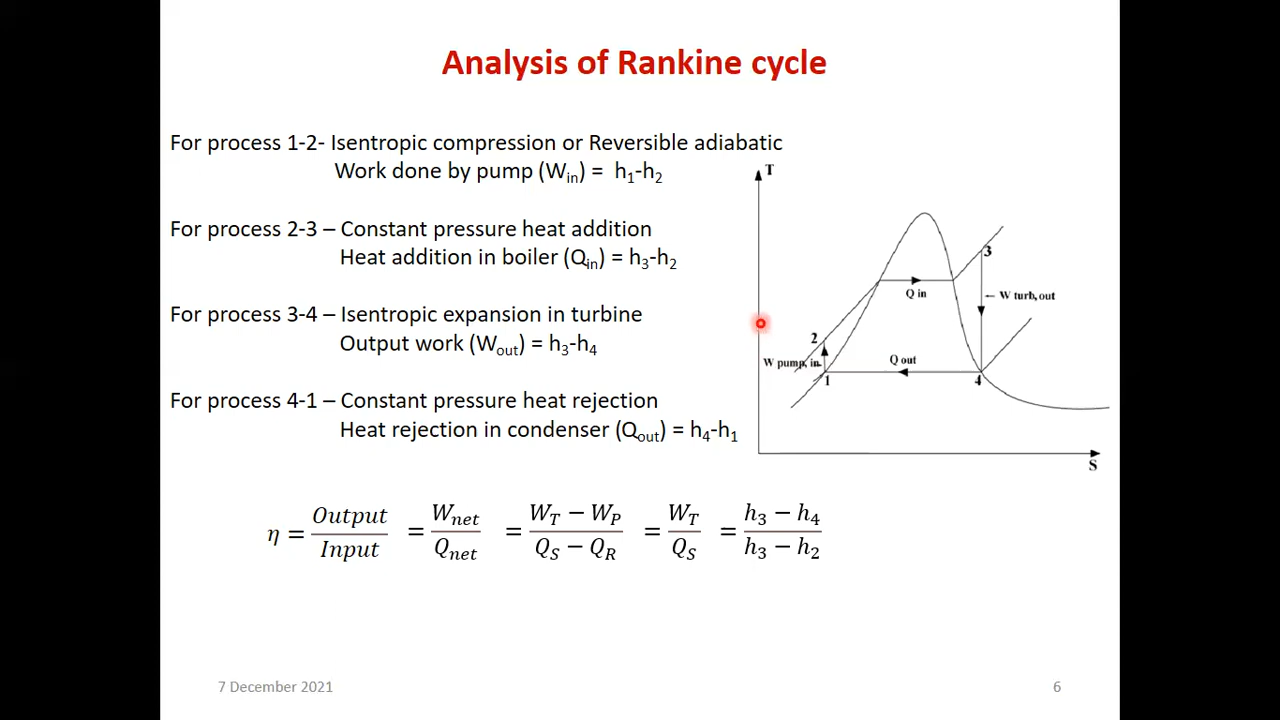 Analysis of Rankine cycle
For process 1-2- Isentropic compression or Reversible adiabatic
Work done by pump (Win) = h1-h2
For process 2-3 – Constant pressure heat addition
Heat addition in boiler (Qin) = h3-h2
For process 3-4 – Isentropic expansion in turbine
Output work (Wout) = h3-h4
For process 4-1 – Constant pressure heat rejection
Heat rejection in condenser (Qout) = h4-h1
T
3
Q in
W turb,out
2
W pump, in
Q out
1
4
S
η = Output / Input = Wnet / Qnet = WT − WP / QS − QR = WT / QS = h3 − h4 / h3 − h2
7 December 2021
6